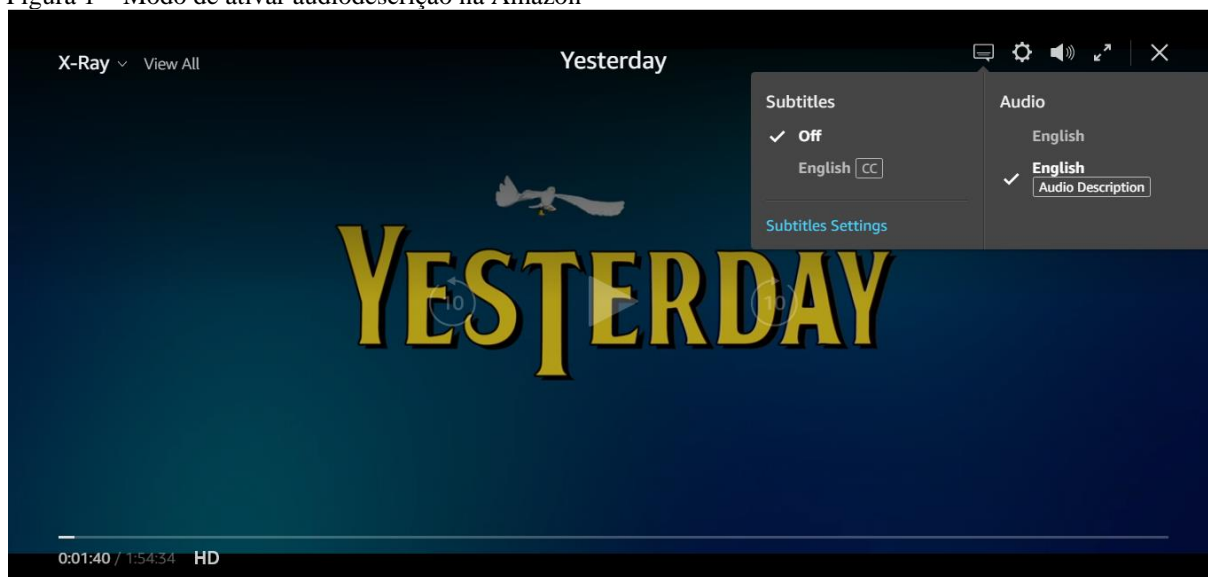 Figura 1 – Modo de ativar audiodescrição na Amazon
X-Ray View All
Yesterday
Subtitles
Off
English CC
Subtitles Settings
Audio
English
English
Audio Description
YESTERDAY
10
10
0:01:40 / 1:54:34 HD